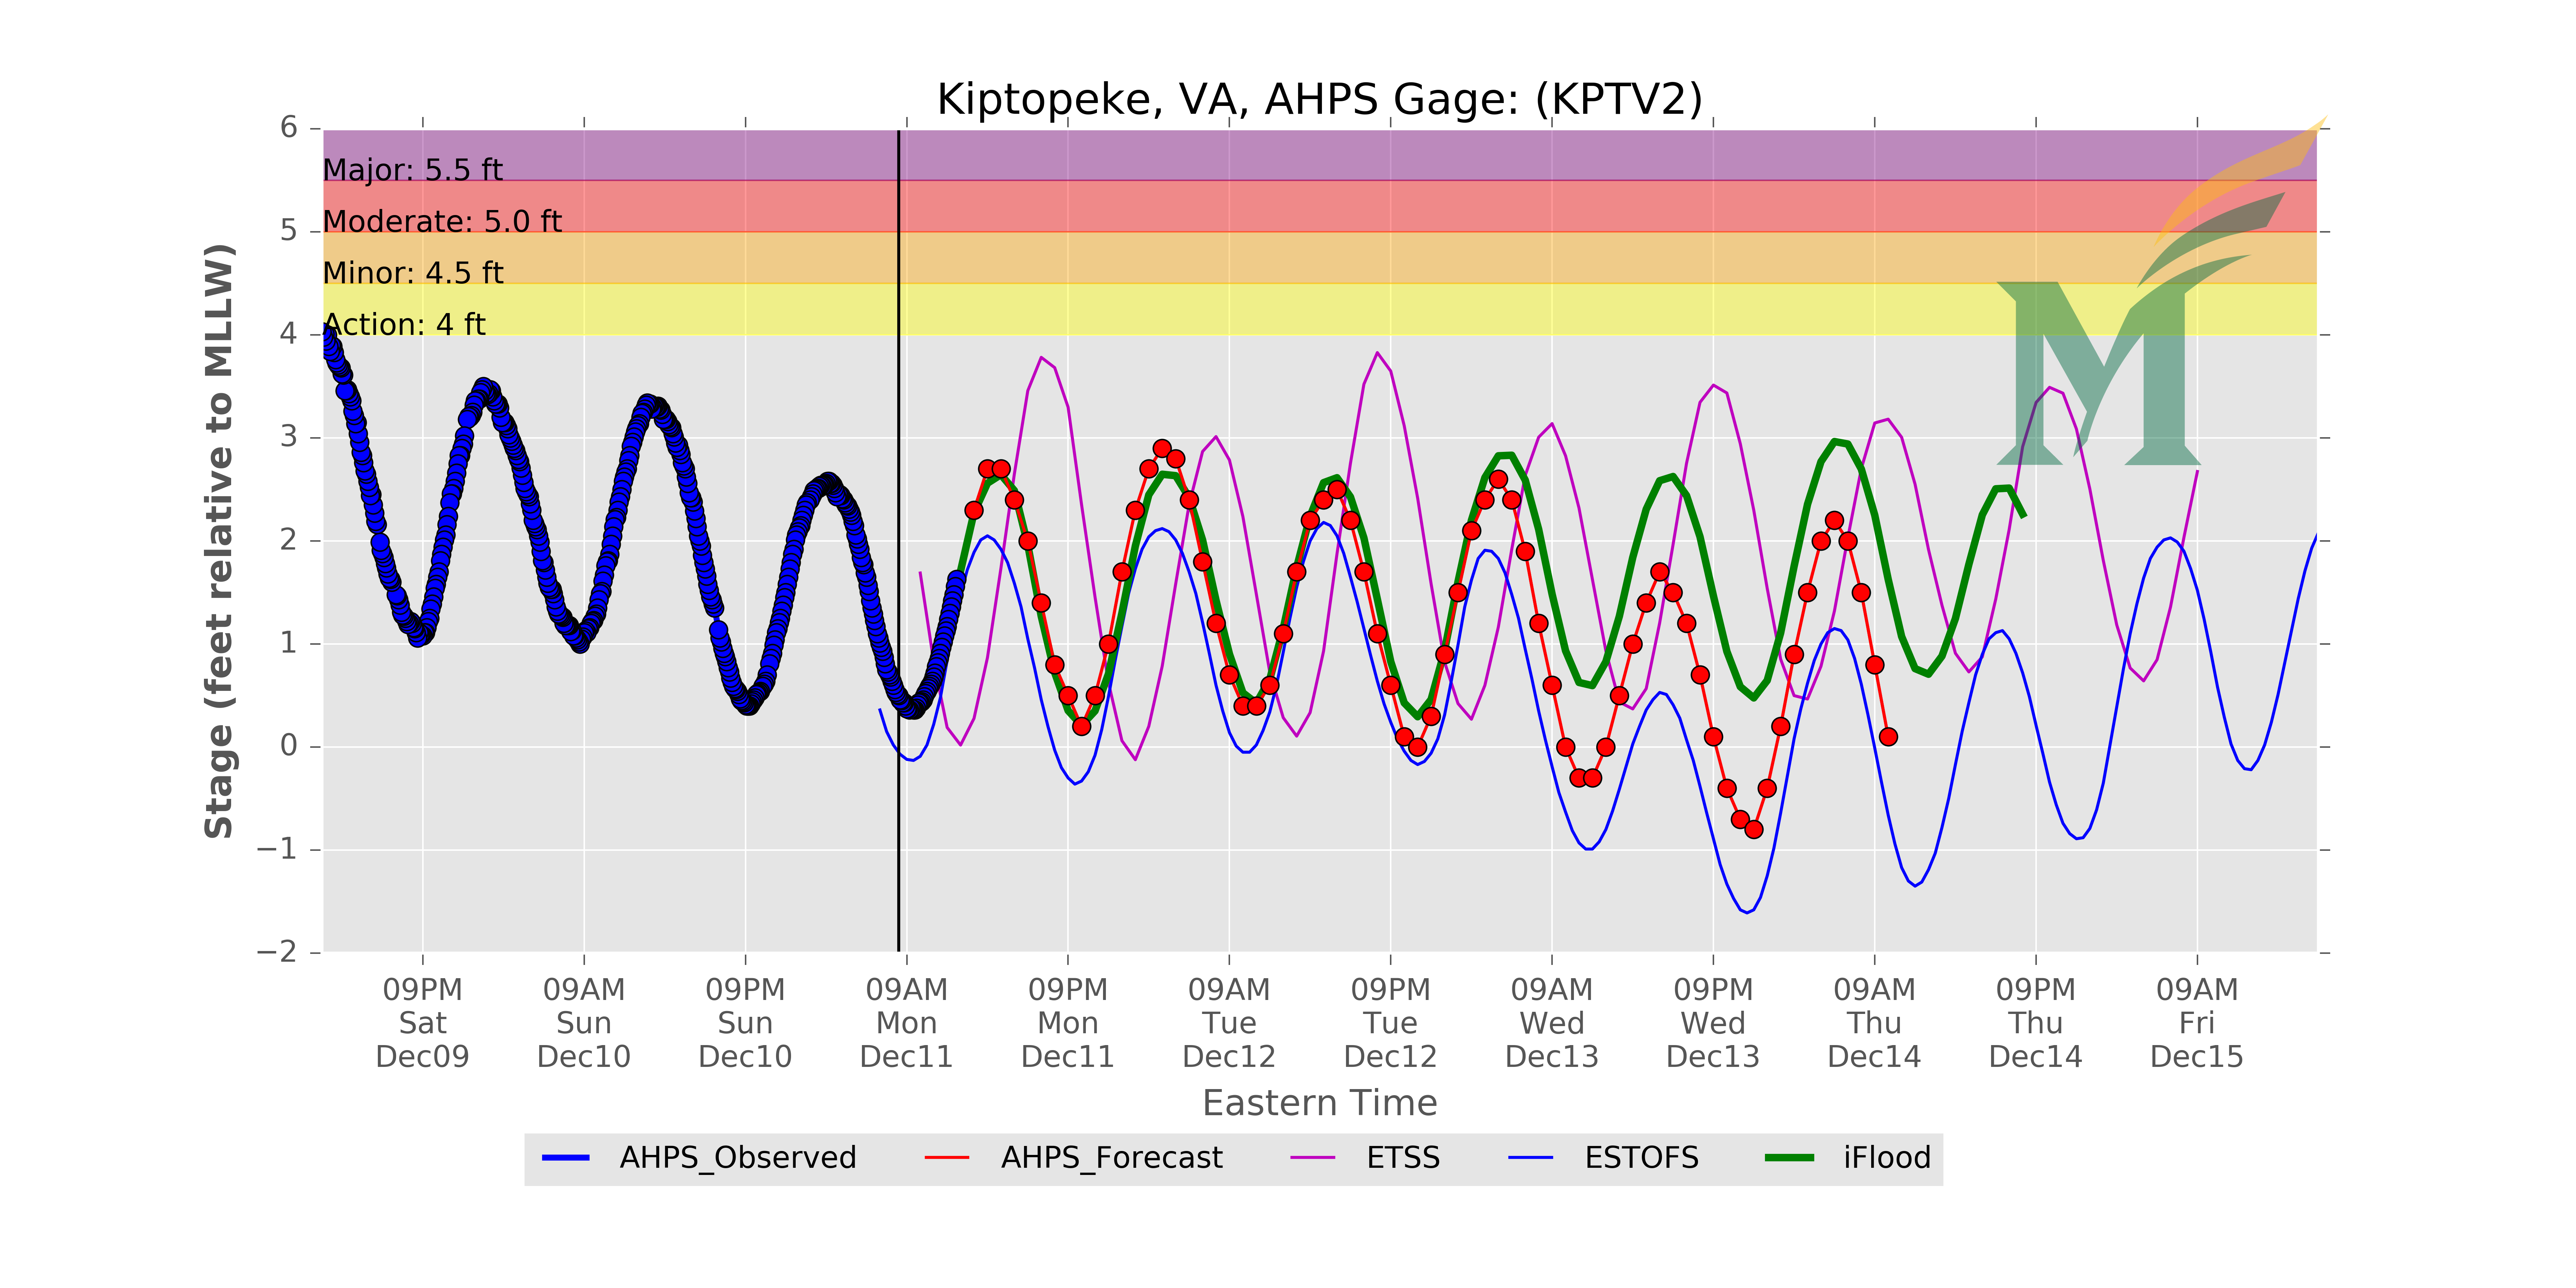 Kiptopeke, VA, AHPS Gage: (KPTV2)
6
5
4
3
2
1
0
−1
−2
Stage (feet relative to MLLW)
Major: 5.5 ft
Moderate: 5.0 ft
Minor: 4.5 ft
Action: 4 ft
M
09PM 09AM 09PM 09AM 09PM 09AM 09PM 09AM 09PM 09AM 09PM 09AM
Sat Sun Sun Mon Mon Tue Tue Wed Wed Thu Thu Fri
Dec09 Dec10 Dec10 Dec11 Dec11 Dec12 Dec12 Dec13 Dec13 Dec14 Dec14 Dec15
Eastern Time
AHPS_Observed AHPS_Forecast ETSS ESTOFS iFlood